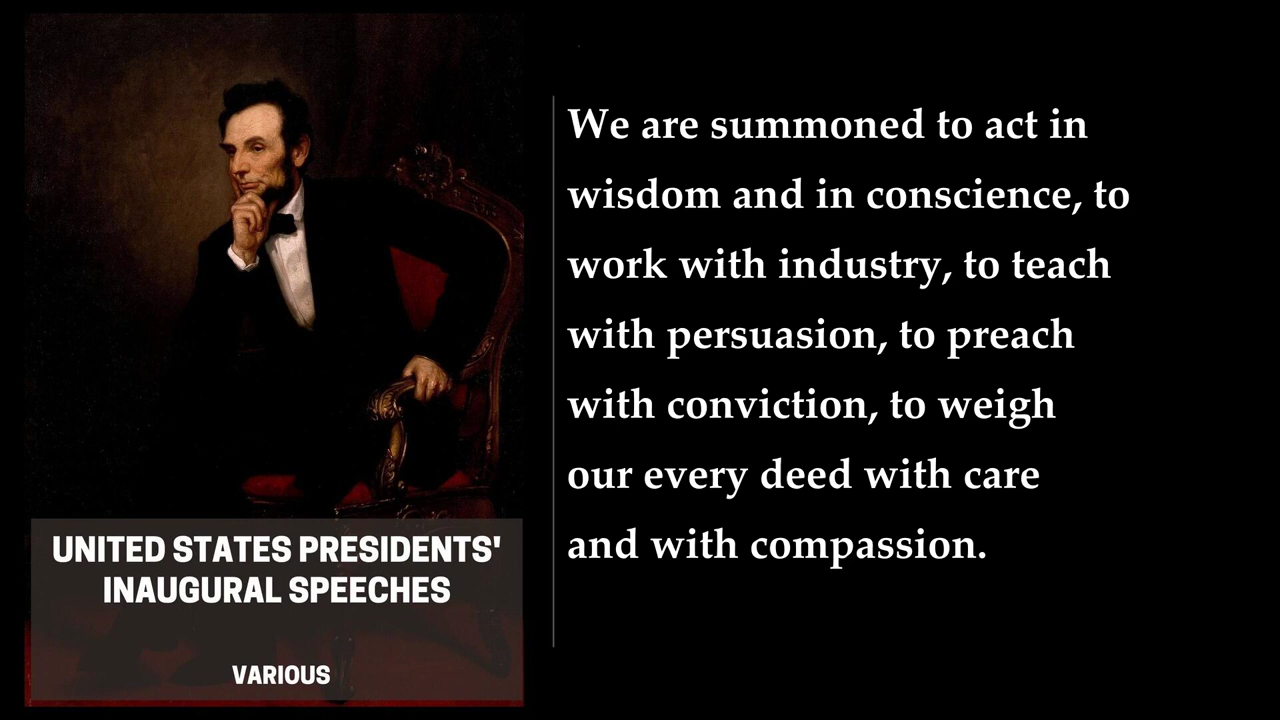 We are summoned to act in
wisdom and in conscience, to
work with industry, to teach
with persuasion, to preach
with conviction, to weigh
our every deed with care
and with compassion.
UNITED STATES PRESIDENTS'
INAUGURAL SPEECHES
VARIOUS